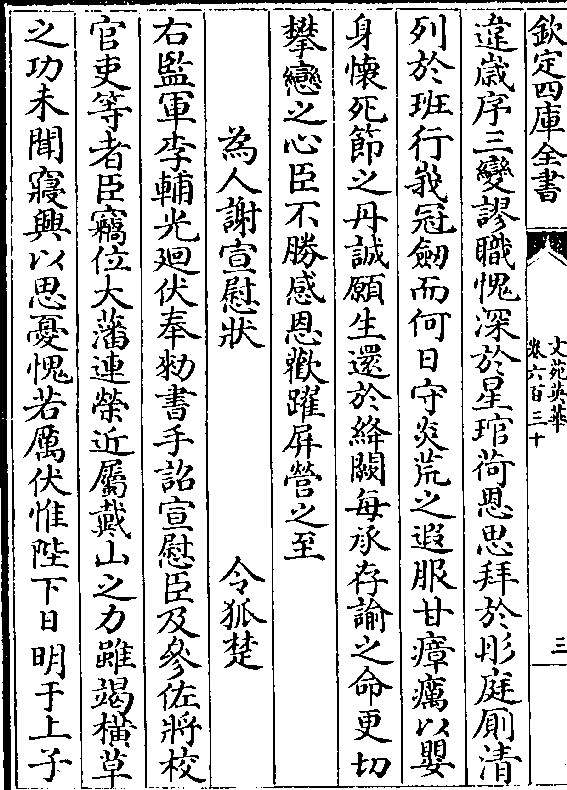 欽定四庫全書
文苑英華
卷六百三十
三
違歲序三變謬職愧深於星琯荷恩思拜於彤庭厠清
列於班行峩冠劒而何日守炎荒之遐服甘瘴癘以嬰
身懷死節之丹誠願生還於絳闕每承存諭之命更切
攀戀之心臣不勝感恩歡躍屏營之至
為人謝宣慰狀 令狐楚
右監軍李輔光廻伏奉勑書手詔宣慰臣及參佐將校
官吏等者臣竊位大藩連榮近屬戴山之力雖竭橫草
之功未聞寢興以思憂愧若厲伏惟陛下日明于上子